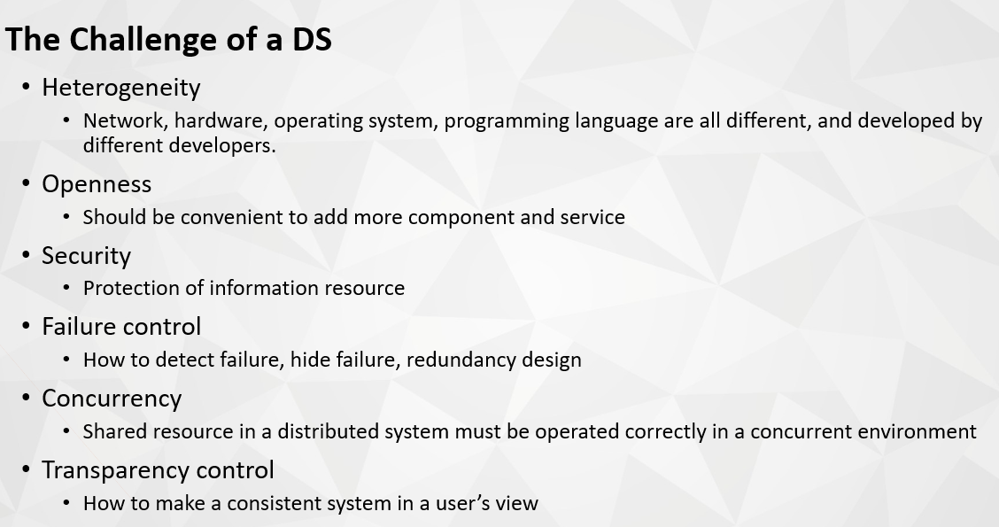 The Challenge of a DS
• Heterogeneity
• Network, hardware, operating system, programming language are all different, and developed by
different developers.
• Openness
• Should be convenient to add more component and service
• Security
• Protection of information resource
• Failure control
• How to detect failure, hide failure, redundancy design
• Concurrency
• Shared resource in a distributed system must be operated correctly in a concurrent environment
• Transparency control
• How to make a consistent system in a user’s view